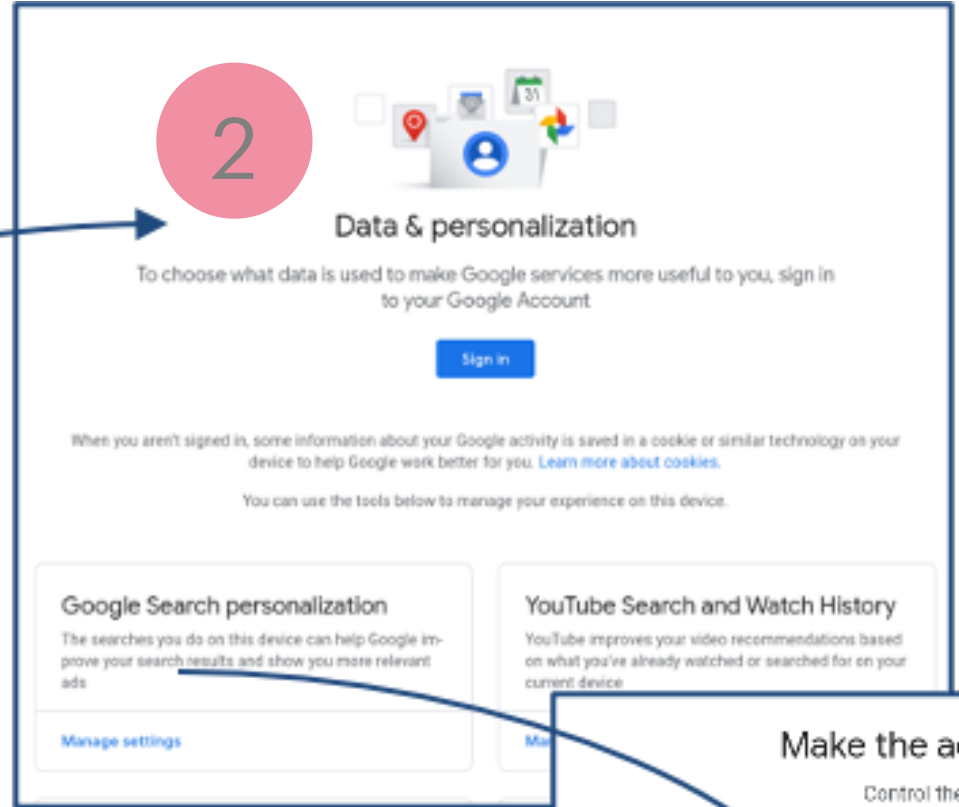 31
2
Data & personalization
To choose what data is used to make Google services more useful to you, sign in
to your Google Account
Sign in
When you aren't signed in, some information about your Google activity is saved in a cookie or similar technology on your
device to help Google work better for you. Learn more about cookies.
You can use the tools below to manage your experience on this device.
Google Search personalization
The searches you do on this device can help Google im-
prove your search results and show you more relevant
ads
Manage settings
YouTube Search and Watch History
YouTube improves your video recommendations based
on what you've already watched or searched for on your
current device
Make the
Control the